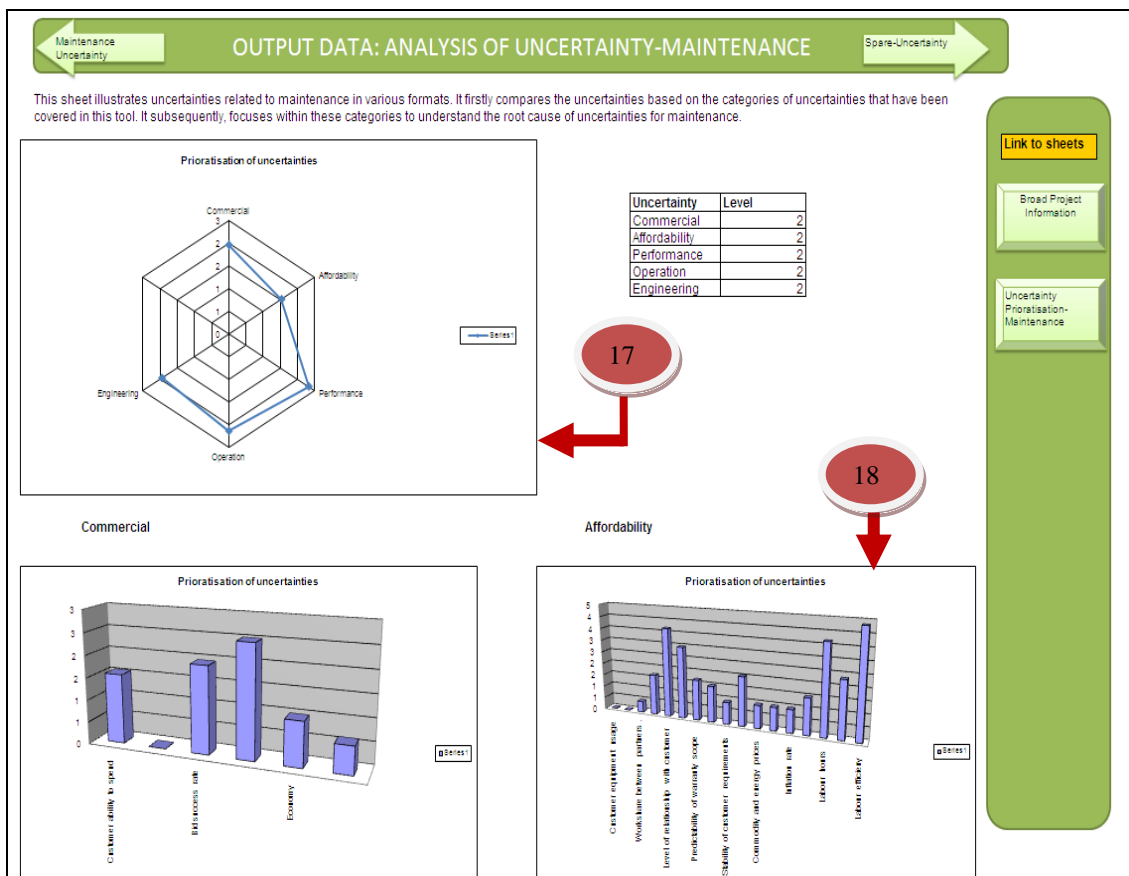 Maintenance
Uncertainty
OUTPUT DATA: ANALYSIS OF UNCERTAINTY-MAINTENANCE
Spare-Uncertainty
This sheet illustrates uncertainties related to maintenance in various formats. It firstly compares the uncertainties based on the categories of uncertainties that have been
covered in this tool. It subsequently, focuses within these categories to understand the root cause of uncertainties for maintenance.
Link to sheets
Broad Project
Information
Uncertainty
Prioratisation-
Maintenance
Prioratisation of uncertainties
Commercial
3
2
2
1
1
0
Affordability
Performance
Operation
Engineering
Series1
Uncertainty Level
Commercial 2
Affordability 2
Performance 2
Operation 2
Engineering 2
17
18
Commercial
Prioratisation of uncertainties
3
3
2
2
1
1
0
Customer ability to spend
Bid success rate
Economy
Series1
Affordability
Prioratisation of uncertainties
5
4
4
3
3
2
2
1
1
0
Customer equipment usage
Workshare between partners
Level of relationship with customer
Predictability of warranty scope
Stability of customer requirements
Commodity and energy prices
Inflation rate
Labour hours
Labour efficieny
Series1